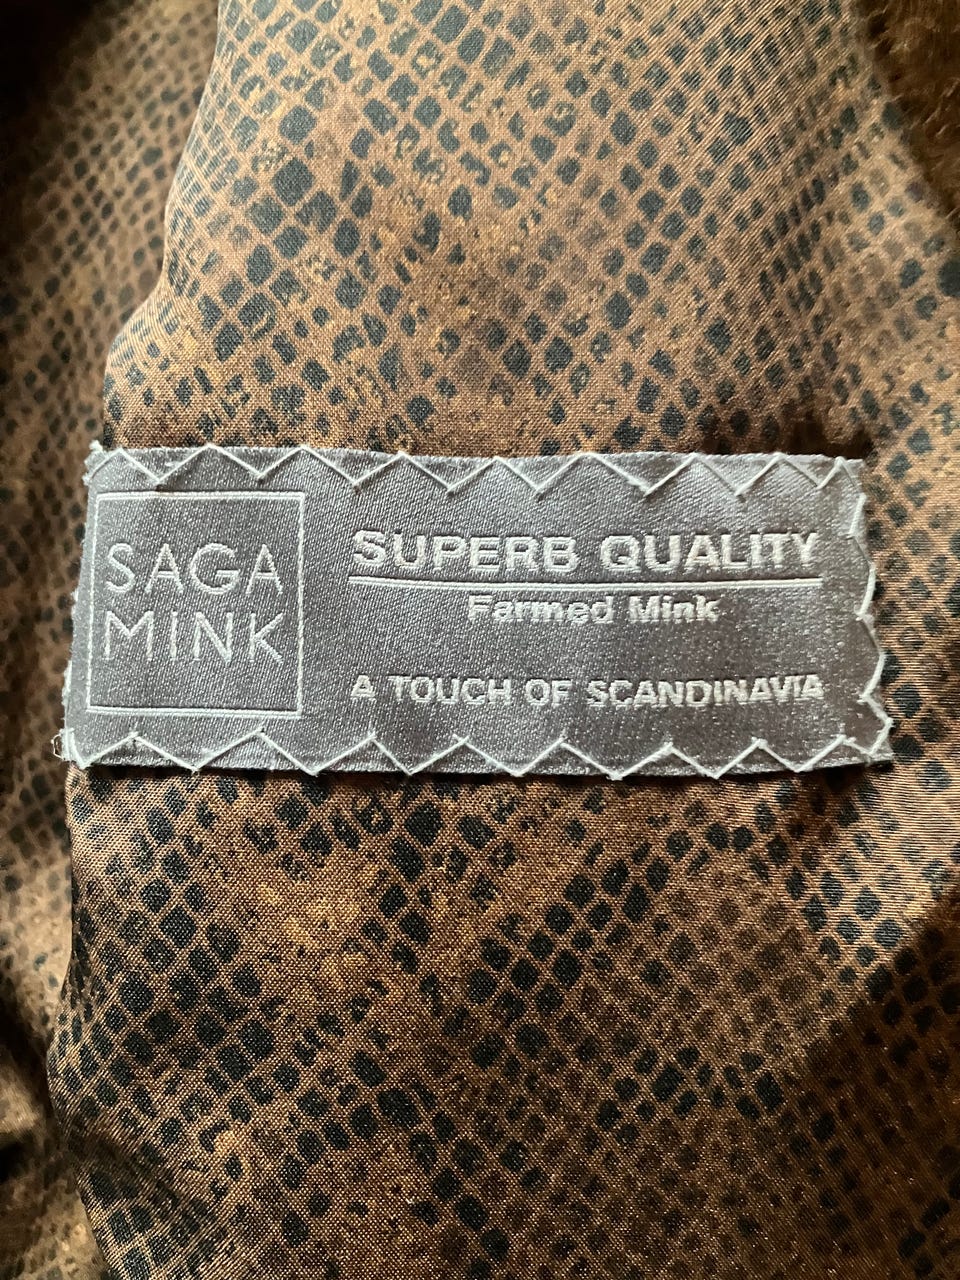 SAGA
MINK
SUPERB QUALITY
Farmed Mink
A TOUCH OF SCANDINAVIA